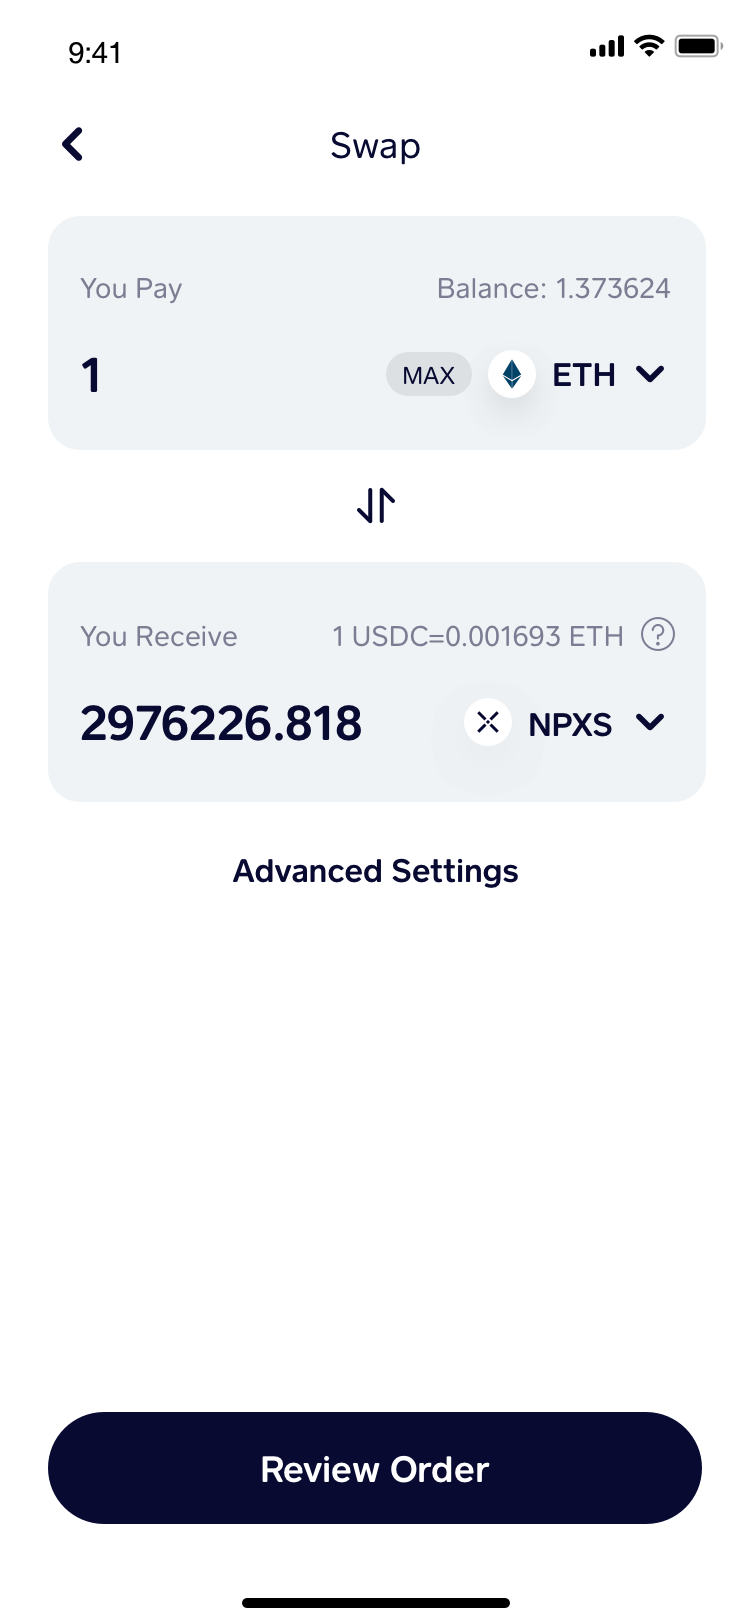 9:41
Swap
You Pay Balance: 1.373624
1 MAX ETH
You Receive 1 USDC=0.001693 ETH ?
2976226.818 NPXS
Advanced Settings
Review Order